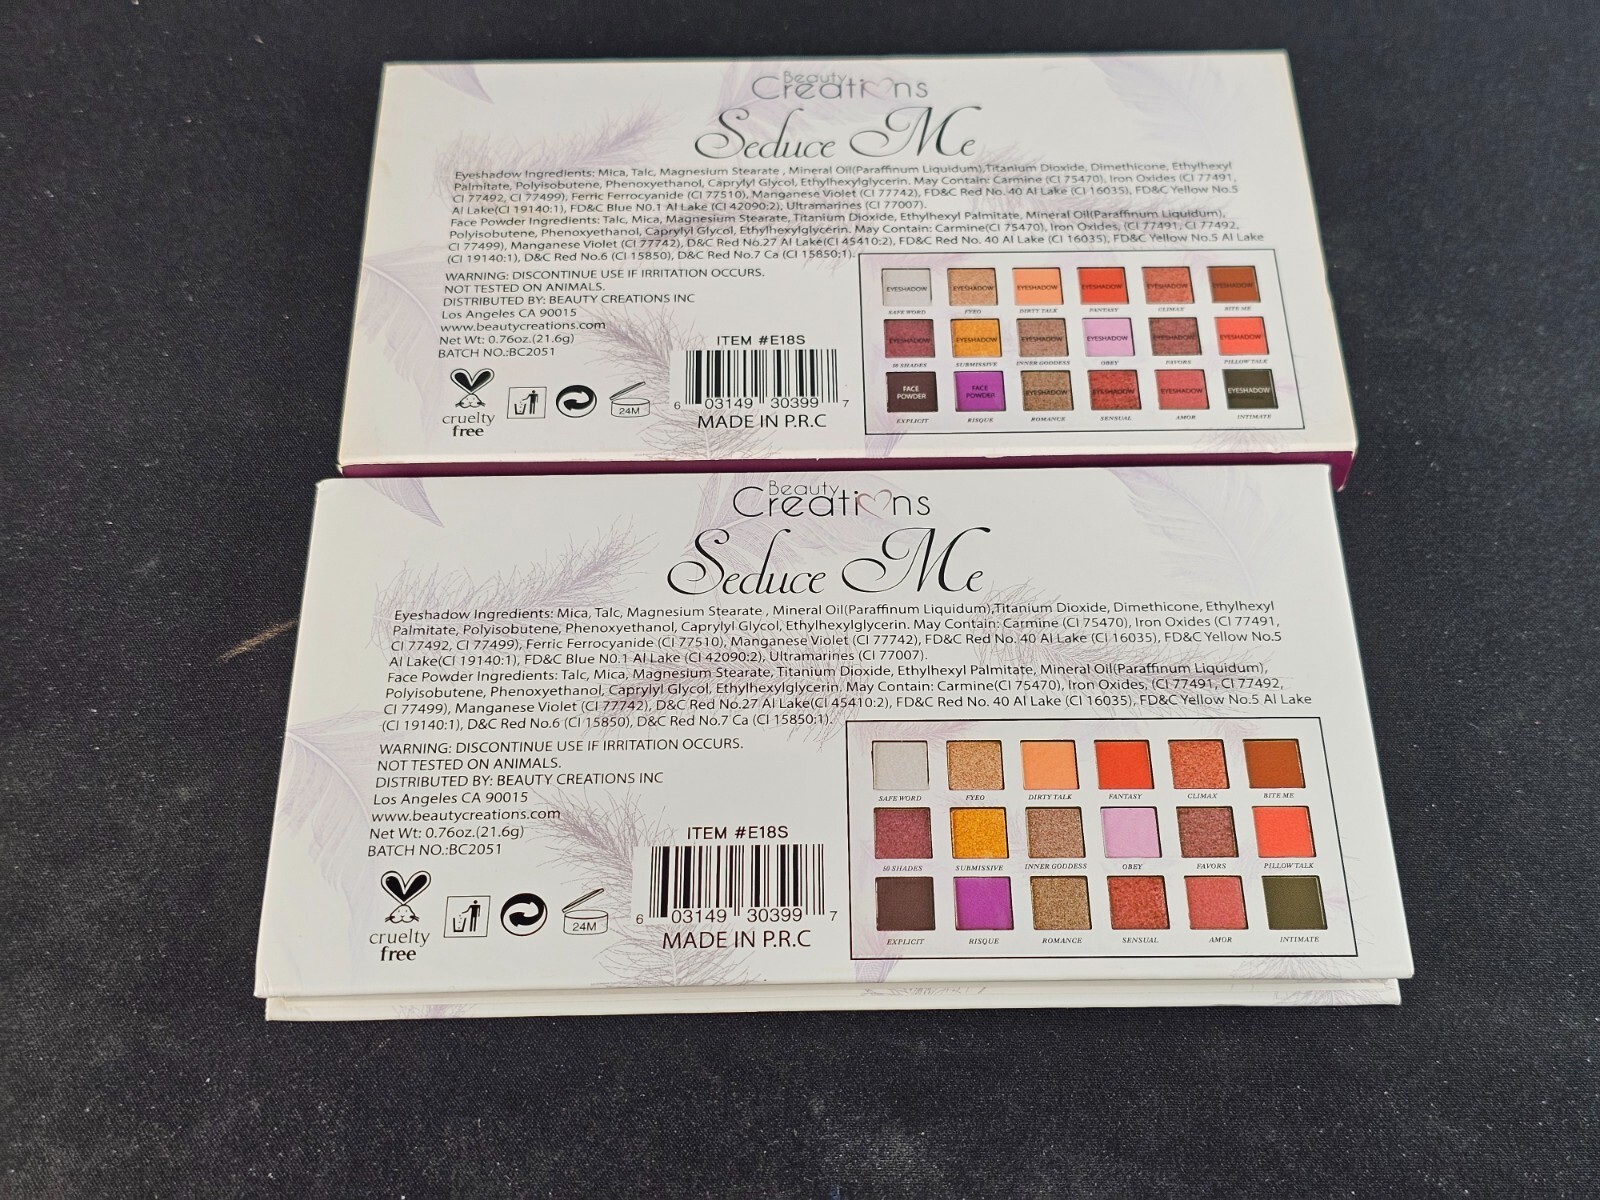 Beauty
Creations
Seduce Me
Eyeshadow Ingredients: Mica, Talc, Magnesium Stearate , Mineral Oil(Paraffinum Liquidum),Titanium Dioxide, Dimethicone, Ethylhexyl
Palmitate, Polyisobutene, Phenoxyethanol, Caprylyl Glycol, Ethylhexylglycerin. May Contain: Carmine (CI 75470), Iron Oxides (CI 77491,
CI 77492, CI 77499), Ferric Ferrocyanide (CI 77510), Manganese Violet (CI 77742), FD&C Red No. 40 Al Lake (CI 16035), FD&C Yellow No.5
Al Lake(CI 19140:1), FD&C Blue N0.1 Al Lake (CI 42090:2), Ultramarines (CI 77007).
Face Powder Ingredients: Talc, Mica, Magnesium Stearate, Titanium Dioxide, Ethylhexyl Palmitate, Mineral Oil(Paraffinum Liquidum),
Polyisobutene, Phenoxyethanol, Caprylyl Glycol, Ethylhexylglycerin. May Contain: Carmine(CI 75470), Iron Oxides, (CI 77491, CI 77492,
CI 77499), Manganese Violet (CI 77742), D&C Red No.27 Al Lake(CI 45410:2), FD&C Red No. 40 Al Lake (CI 16035), FD&C Yellow No.5 Al Lake
(CI 19140:1), D&C Red No.6 (CI 15850), D&C Red No.7 Ca (CI 15850:1).
WARNING: DISCONTINUE USE IF IRRITATION OCCURS.
NOT TESTED ON ANIMALS.
DISTRIBUTED BY: BEAUTY CREATIONS INC
Los Angeles CA 90015
www.beautycreations.com
Net Wt: 0.76oz.(21.6g)
BATCH NO.:BC2051
cruelty
free
24M
ITEM #E18S
6 03149 30399 7
MADE IN P.R.C
EYESHADOW EYESHADOW EYESHADOW EYESHADOW EYESHADOW EYESHADOW
SAFE WORD FYEO DIRTY TALK FANTASY CLIMAX BITE ME
EYESHADOW EYESHADOW EYESHADOW EYESHADOW EYESHADOW EYESHADOW
50 SHADES SUBMISSIVE INNER GODDESS OBEY FAVORS PILLOW TALK
FACE POWDER FACE POWDER EYESHADOW EYESHADOW EYESHADOW EYESHADOW
EXPLICIT RISQUE ROMANCE SENSUAL AMOR INTIMATE
Beauty
Creations
Seduce Me
Eyeshadow Ingredients: Mica, Talc, Magnesium Stearate , Mineral Oil(Paraffinum Liquidum),Titanium Dioxide, Dimethicone, Ethylhexyl
Palmitate, Polyisobutene, Phenoxyethanol, Caprylyl Glycol, Ethylhexylglycerin. May Contain: Carmine (CI 75470), Iron Oxides (CI 77491,
CI 77492, CI 77499), Ferric Ferrocyanide (CI 77510), Manganese Violet (CI 77742), FD&C Red No. 40 Al Lake (CI 16035), FD&C Yellow No.5
Al Lake(CI 19140:1), FD&C Blue N0.1 Al Lake (CI 42090:2), Ultramarines (CI 77007).
Face Powder Ingredients: Talc, Mica, Magnesium Stearate, Titanium Dioxide, Ethylhexyl Palmitate, Mineral Oil(Paraffinum Liquidum),
Polyisobutene, Phenoxyethanol, Caprylyl Glycol, Ethylhexylglycerin. May Contain: Carmine(CI 75470), Iron Oxides, (CI 77491, CI 77492,
CI 77499), Manganese Violet (CI 77742), D&C Red No.27 Al Lake(CI 45410:2), FD&C Red No. 40 Al Lake (CI 16035), FD&C Yellow No.5 Al Lake
(CI 19140:1), D&C Red No.6 (CI 15850), D&C Red No.7 Ca (CI 15850:1).
WARNING: DISCONTINUE USE IF IRRITATION OCCURS.
NOT TESTED ON ANIMALS.
DISTRIBUTED BY: BEAUTY CREATIONS INC
Los Angeles CA 90015
www.beautycreations.com
Net Wt: 0.76oz.(21.6g)
BATCH NO.:BC2051
cruelty
free
24M
ITEM #E18S
6 03149 30399 7
MADE IN P.R.C
SAFE WORD FYEO DIRTY TALK FANTASY CLIMAX BITE ME
50 SHADES SUBMISSIVE INNER GODDESS OBEY FAVORS PILLOW TALK
EXPLICIT RISQUE ROMANCE SENSUAL AMOR INTIMATE